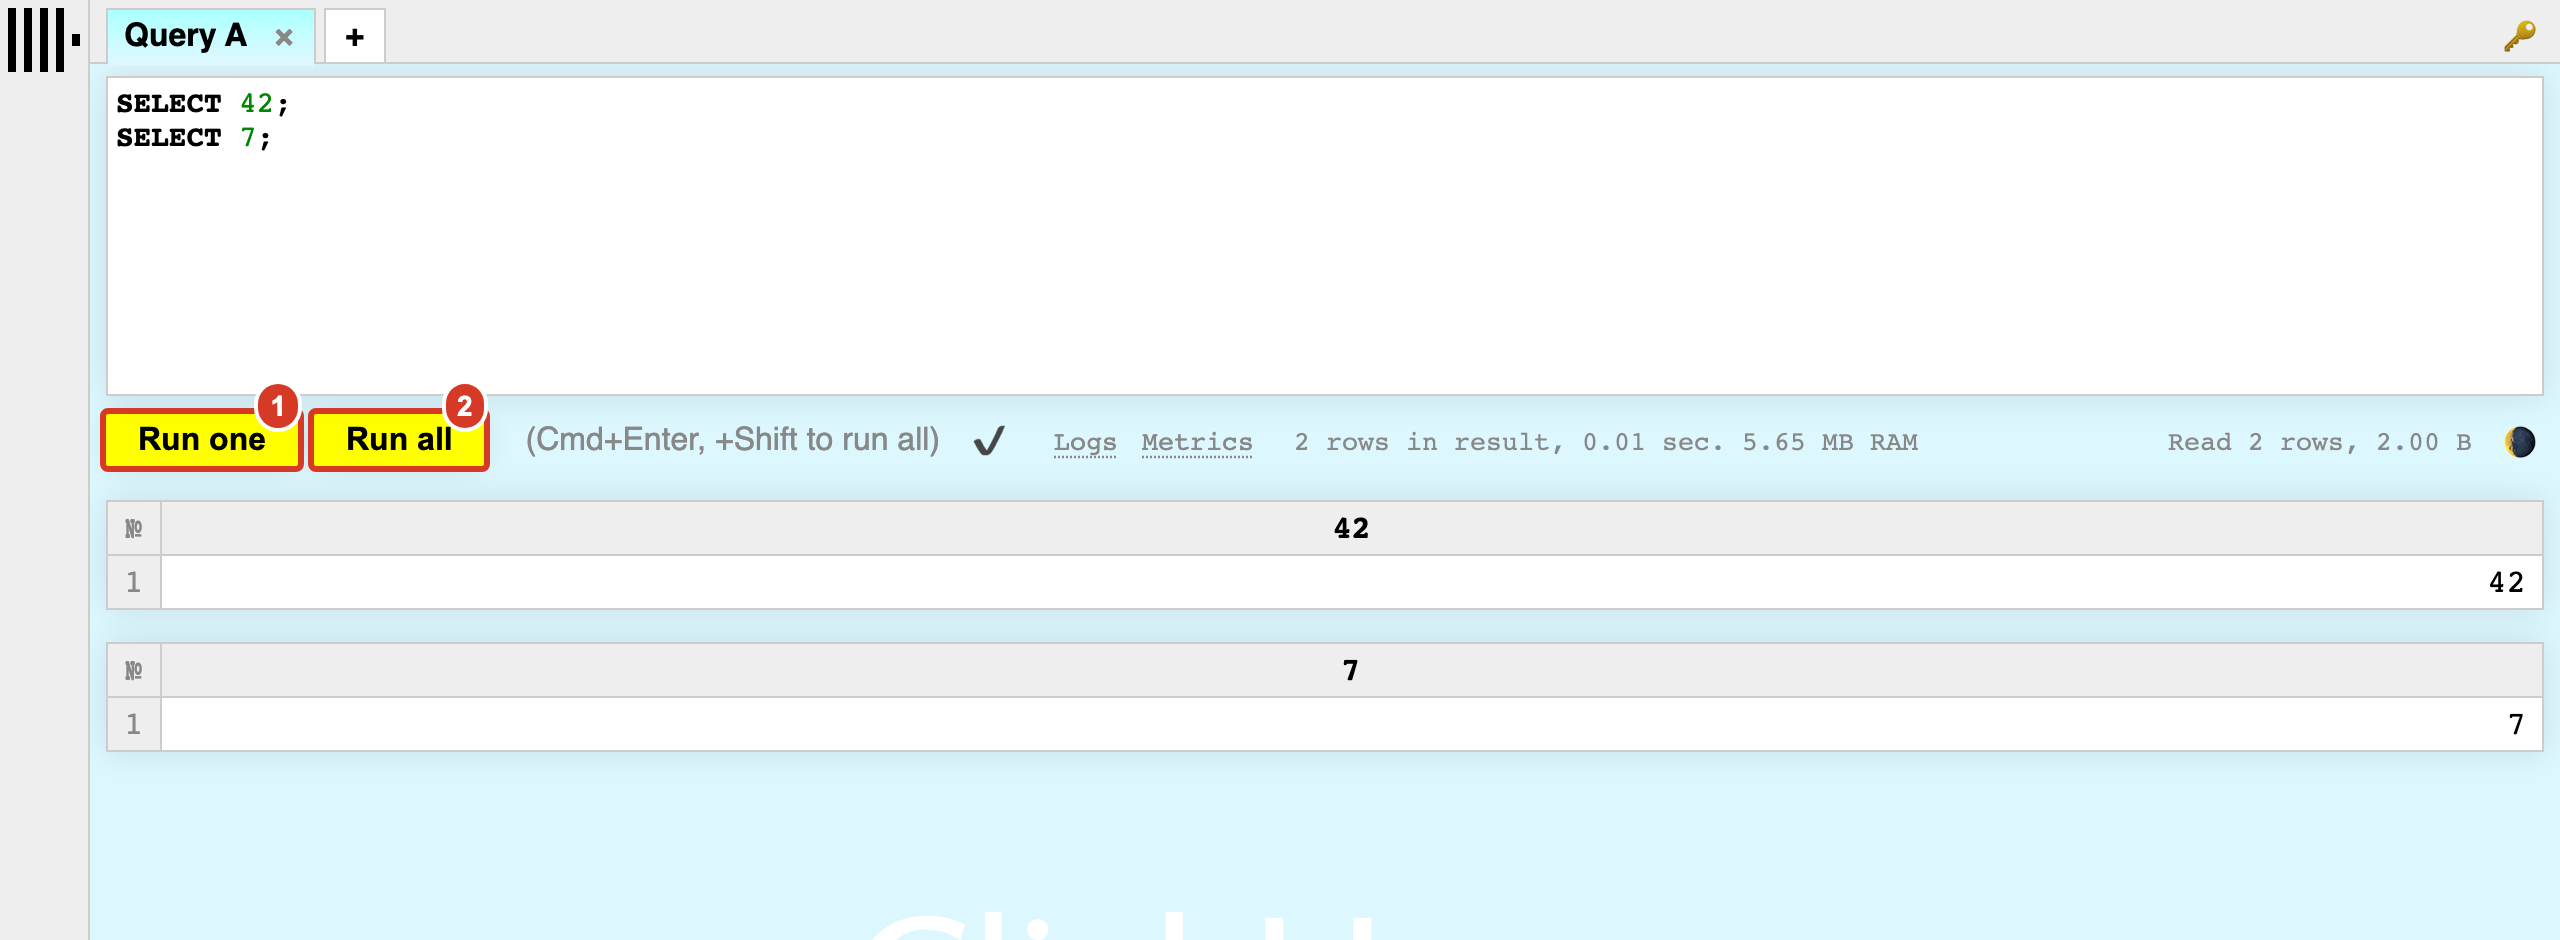 Query A × +
SELECT 42;
SELECT 7;
Run one 1 Run all 2 (Cmd+Enter, +Shift to run all) ✔ Logs Metrics 2 rows in result, 0.01 sec. 5.65 MB RAM Read 2 rows, 2.00 B
№ 42
1 42
№ 7
1 7